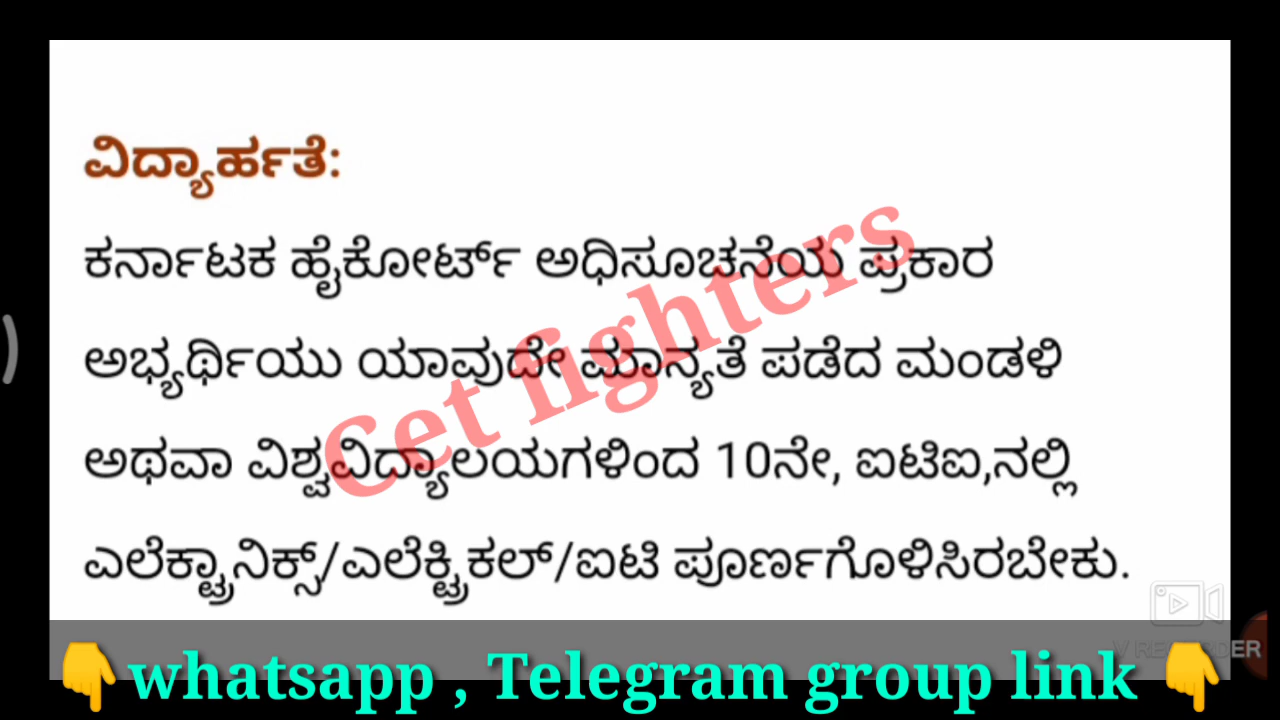 ವಿದ್ಯಾರ್ಹತೆ:
ಕರ್ನಾಟಕ ಹೈಕೋರ್ಟ್ ಅಧಿಸೂಚನೆಯ ಪ್ರಕಾರ
ಅಭ್ಯರ್ಥಿಯು ಯಾವುದೇ ಮಾನ್ಯತೆ ಪಡೆದ ಮಂಡಳಿ
ಅಥವಾ ವಿಶ್ವವಿದ್ಯಾಲಯಗಳಿಂದ 10ನೇ, ಐಟಿಐ,ನಲ್ಲಿ
ಎಲೆಕ್ಟ್ರಾನಿಕ್ಸ್/ಎಲೆಕ್ಟ್ರಿಕಲ್/ಐಟಿ ಪೂರ್ಣಗೊಳಿಸಿರಬೇಕು.
Cet fighters
V RECORDER
👇whatsapp , Telegram group link 👇